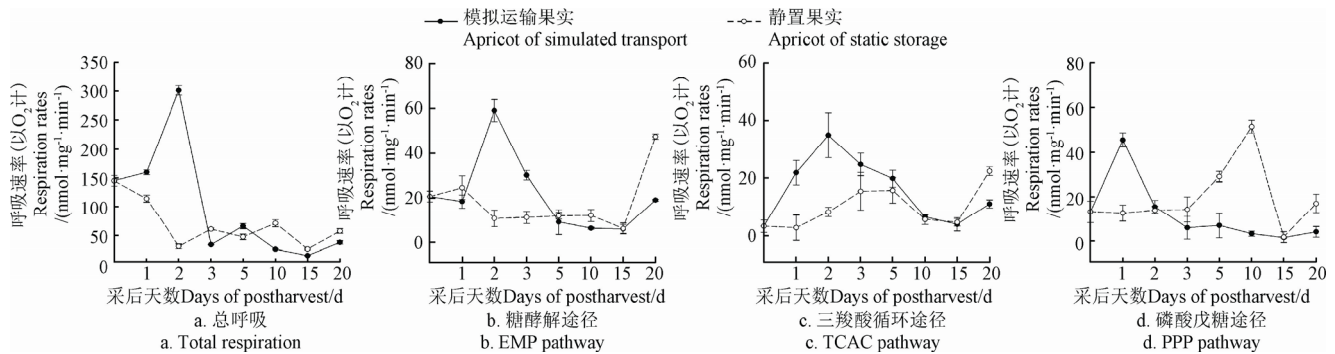 模拟运输果实
Apricot of simulated transport
静置果实
Apricot of static storage
呼吸速率(以O₂计)
Respiration rates
/(nmol·mg⁻¹·min⁻¹)
350
300
250
200
150
100
50
0
1 2 3 5 10 15 20
采后天数Days of postharvest/d
a. 总呼吸
a. Total respiration
呼吸速率(以O₂计)
Respiration rates
/(nmol·mg⁻¹·min⁻¹)
80
60
40
20
0
1 2 3 5 10 15 20
采后天数Days of postharvest/d
b. 糖酵解途径
b. EMP pathway
呼吸速率(以O₂计)
Respiration rates
/(nmol·mg⁻¹·min⁻¹)
60
40
20
0
1 2 3 5 10 15 20
采后天数Days of postharvest/d
c. 三羧酸循环途径
c. TCAC pathway
呼吸速率(以O₂计)
Respiration rates
/(nmol·mg⁻¹·min⁻¹)
80
60
40
20
0
1 2 3 5 10 15 20
采后天数Days of postharvest/d
d. 磷酸戊糖途径
d. PPP pathway